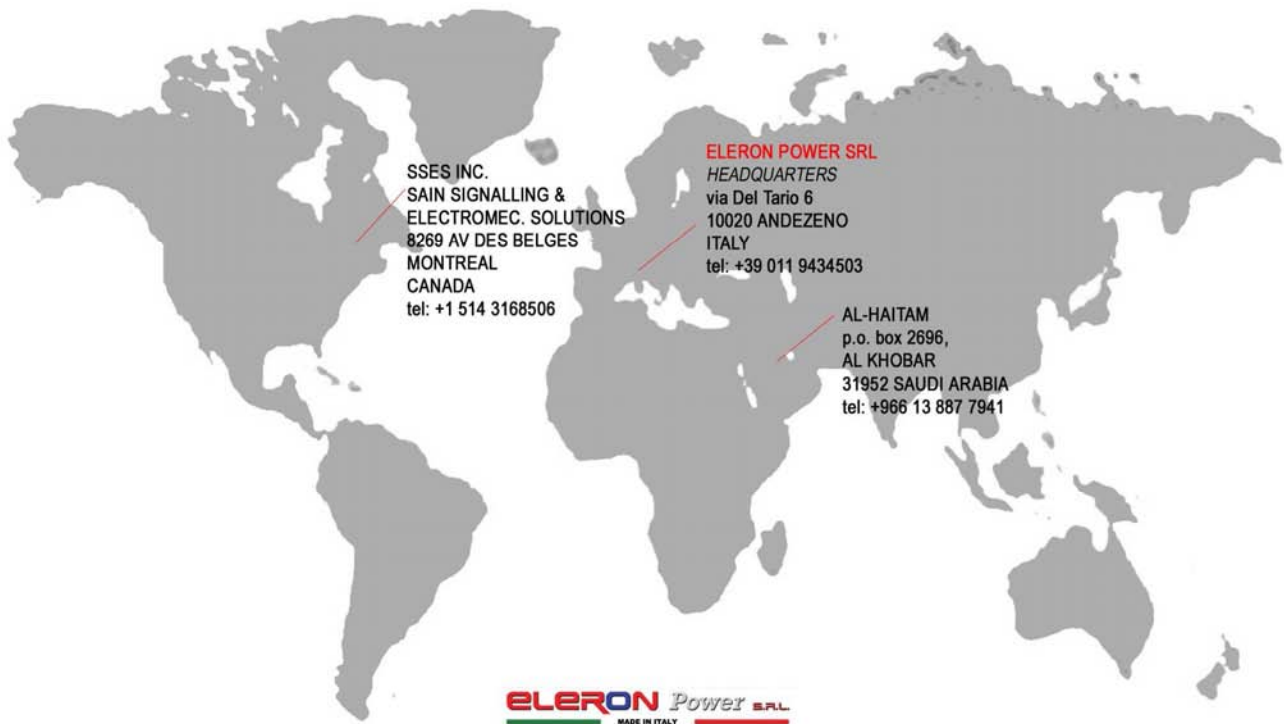 SSES INC.
SAIN SIGNALLING &
ELECTROMEC. SOLUTIONS
8269 AV DES BELGES
MONTREAL
CANADA
tel: +1 514 3168506
ELERON POWER SRL
HEADQUARTERS
via Del Tario 6
10020 ANDEZENO
ITALY
tel: +39 011 9434503
AL-HAITAM
p.o. box 2696,
AL KHOBAR
31952 SAUDI ARABIA
tel: +966 13 887 7941
eLeRON Power S.R.L.
MADE IN ITALY